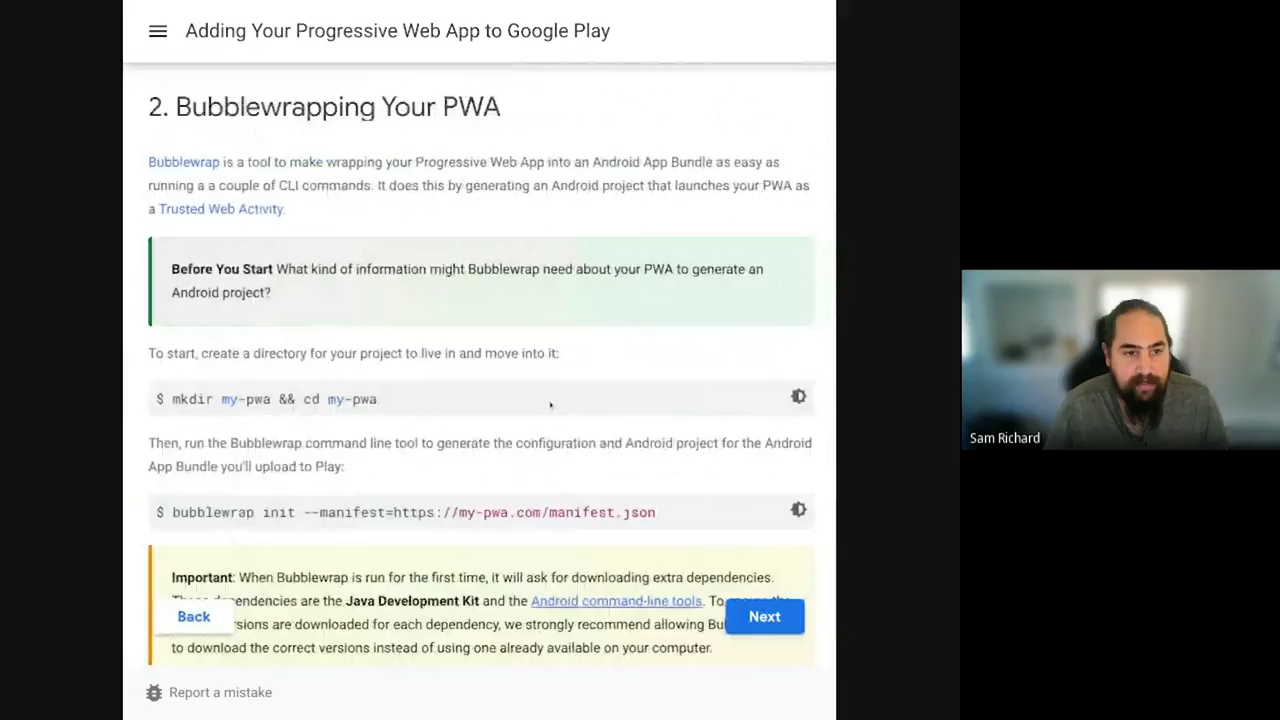 Adding Your Progressive Web App to Google Play
2. Bubblewrapping Your PWA
Bubblewrap is a tool to make wrapping your Progressive Web App into an Android App Bundle as easy as
running a a couple of CLI commands. It does this by generating an Android project that launches your PWA as
a Trusted Web Activity.
Before You Start What kind of information might Bubblewrap need about your PWA to generate an
Android project?
To start, create a directory for your project to live in and move into it:
$ mkdir my-pwa && cd my-pwa
Then, run the Bubblewrap command line tool to generate the configuration and Android project for the Android
App Bundle you'll upload to Play:
$ bubblewrap init --manifest=https://my-pwa.com/manifest.json
Important: When Bubblewrap is run for the first time, it will ask for downloading extra dependencies.
dependencies are the Java Development Kit and the Android command-line tools. To
are downloaded for each dependency, we strongly recommend allowing
to download the correct versions instead of using one already available on your computer.
Back
Next
Report a mistake
Sam Richard